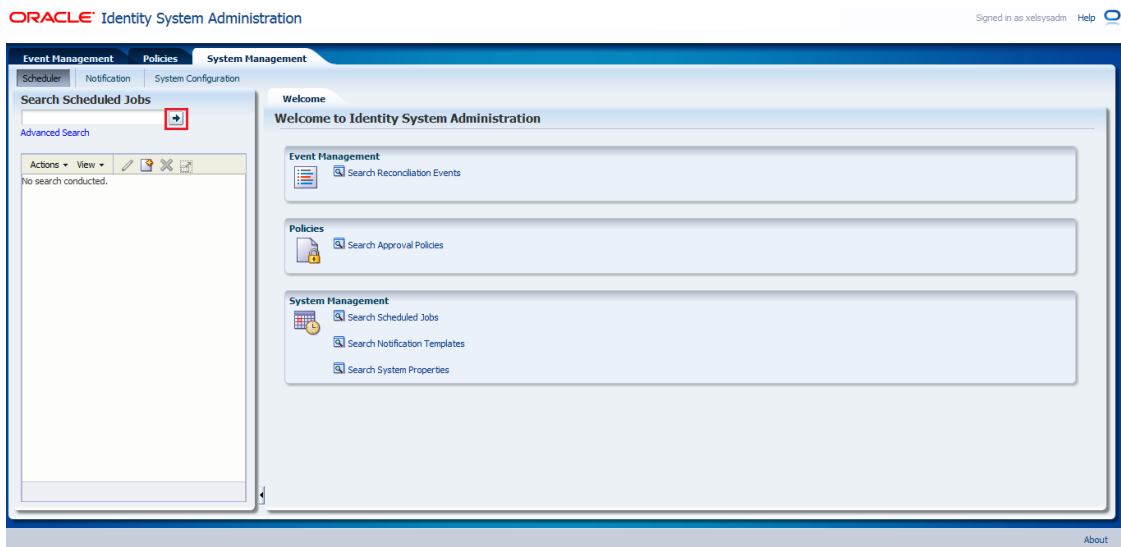 ORACLE Identity System Administration
Signed in as xelsysadm Help
Event Management Policies System Management
Scheduler Notification System Configuration
Search Scheduled Jobs
Advanced Search
Actions View
No search conducted.
Welcome
Welcome to Identity System Administration
Event Management
Search Reconciliation Events
Policies
Search Approval Policies
System Management
Search Scheduled Jobs
Search Notification Templates
Search System Properties
About